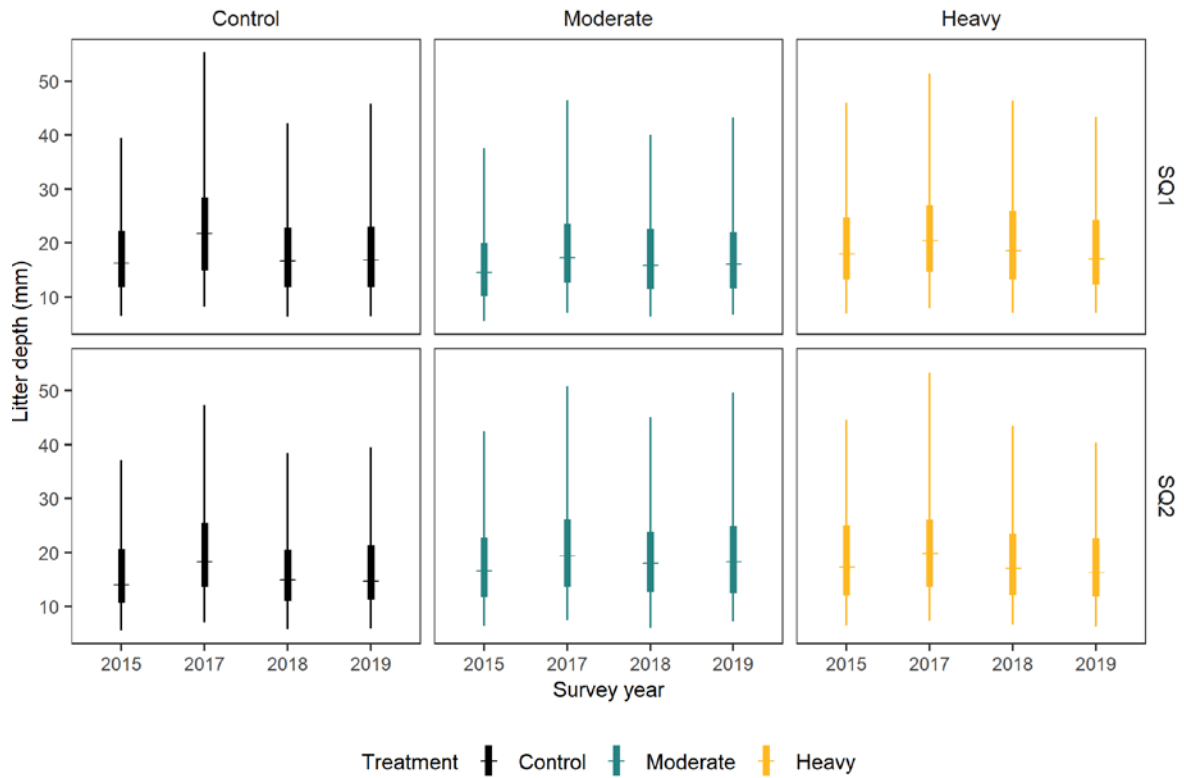 Control Moderate Heavy
50
40
30
20
10
SQ1
Litter depth (mm)
50
40
30
20
10
SQ2
2015 2017 2018 2019 2015 2017 2018 2019 2015 2017 2018 2019
Survey year
Treatment Control Moderate Heavy